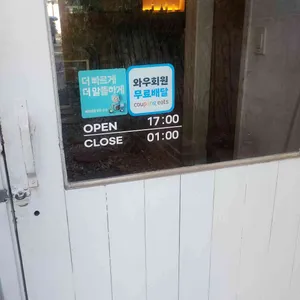 더 빠르게
더 알뜰하게
와우회원
무료배달
coupang eats
OPEN 17:00
CLOSE 01:00